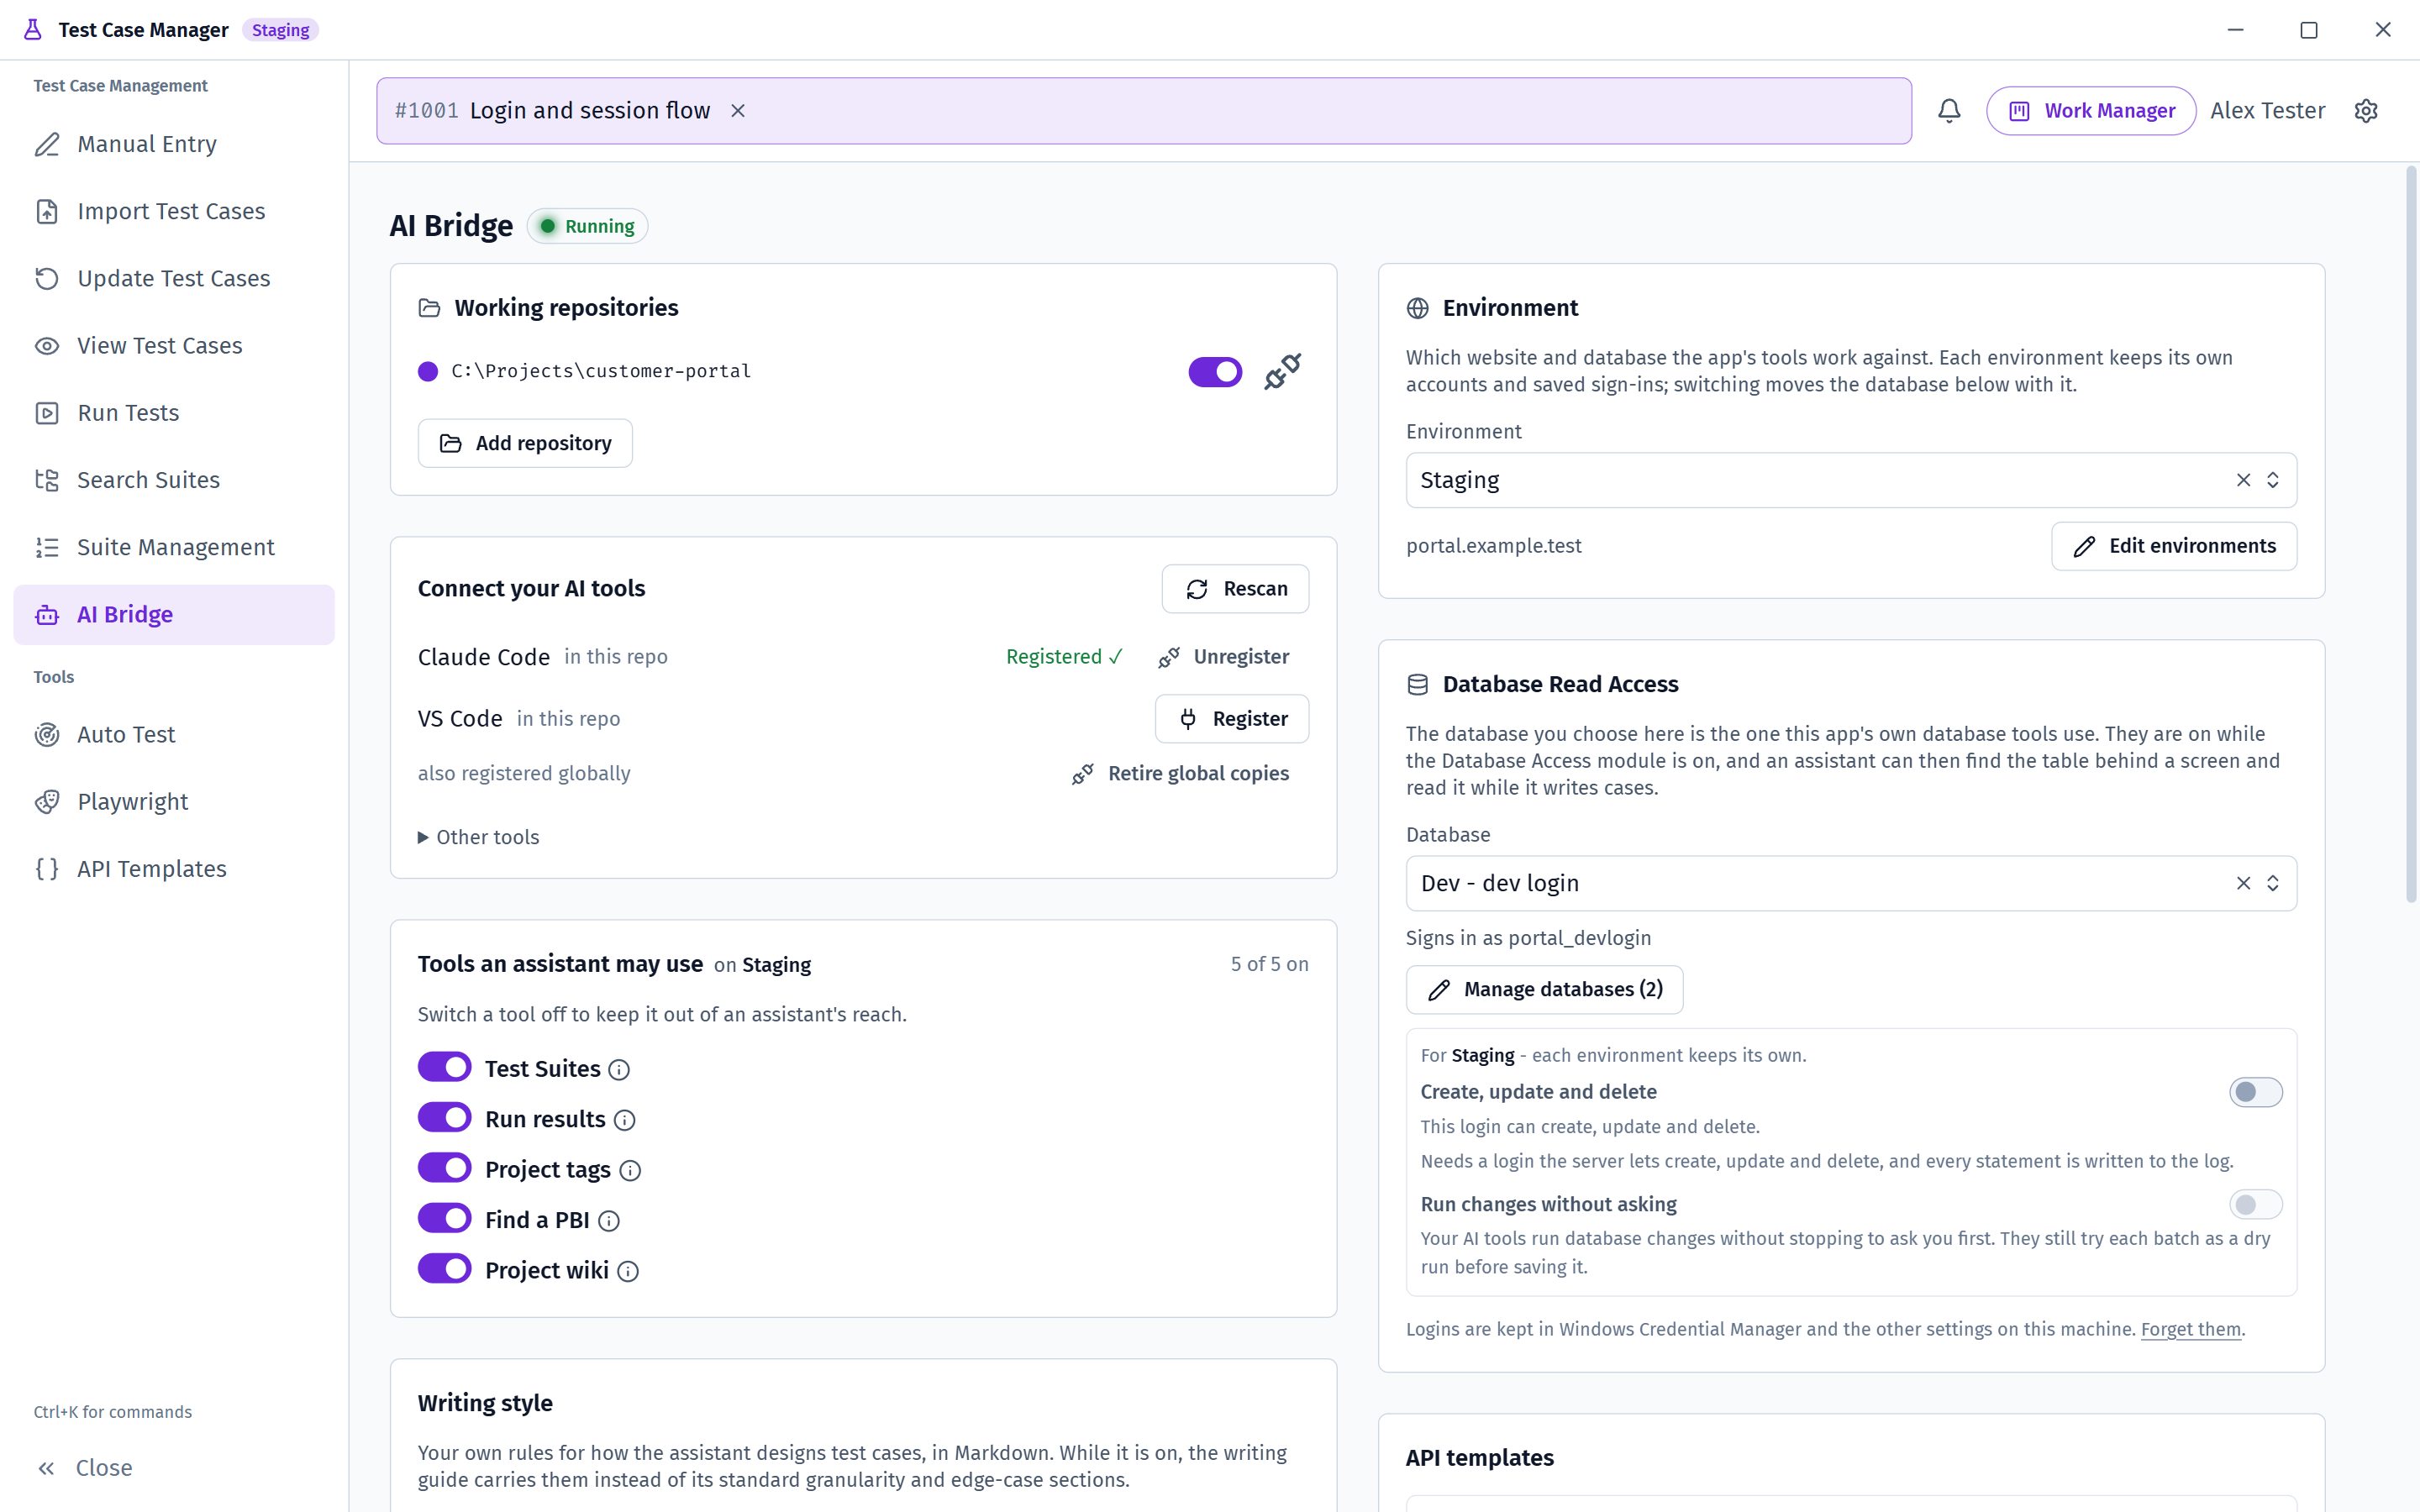 Test Case Manager Staging
Test Case Management
Manual Entry
Import Test Cases
Update Test Cases
View Test Cases
Run Tests
Search Suites
Suite Management
AI Bridge
Tools
Auto Test
Playwright
API Templates
Ctrl+K for commands
Close
#1001 Login and session flow
Work Manager
Alex Tester
AI Bridge Running
Working repositories
C:\Projects\customer-portal
Add repository
Connect your AI tools
Rescan
Claude Code in this repo Registered ✓ Unregister
VS Code in this repo Register
also registered globally Retire global copies
Other tools
Tools an assistant may use on Staging 5 of 5 on
Switch a tool off to keep it out of an assistant's reach.
Test Suites
Run results
Project tags
Find a PBI
Project wiki
Writing style
Your own rules for how the assistant designs test cases, in Markdown. While it is on, the writing
guide carries them instead of its standard granularity and edge-case sections.
Environment
Which website and database the app's tools work against. Each environment keeps its own
accounts and saved sign-ins; switching moves the database below with it.
Environment
Staging
portal.example.test
Edit environments
Database Read Access
The database you choose here is the one this app's own database tools use. They are on while
the Database Access module is on, and an assistant can then find the table behind a screen and
read it while it writes cases.
Database
Dev - dev login
Signs in as portal_devlogin
Manage databases (2)
For Staging - each environment keeps its own.
Create, update and delete
This login can create, update and delete.
Needs a login the server lets create, update and delete, and every statement is written to the log.
Run changes without asking
Your AI tools run database changes without stopping to ask you first. They still try each batch as a dry
run before saving it.
Logins are kept in Windows Credential Manager and the other settings on this machine. Forget them.
API templates